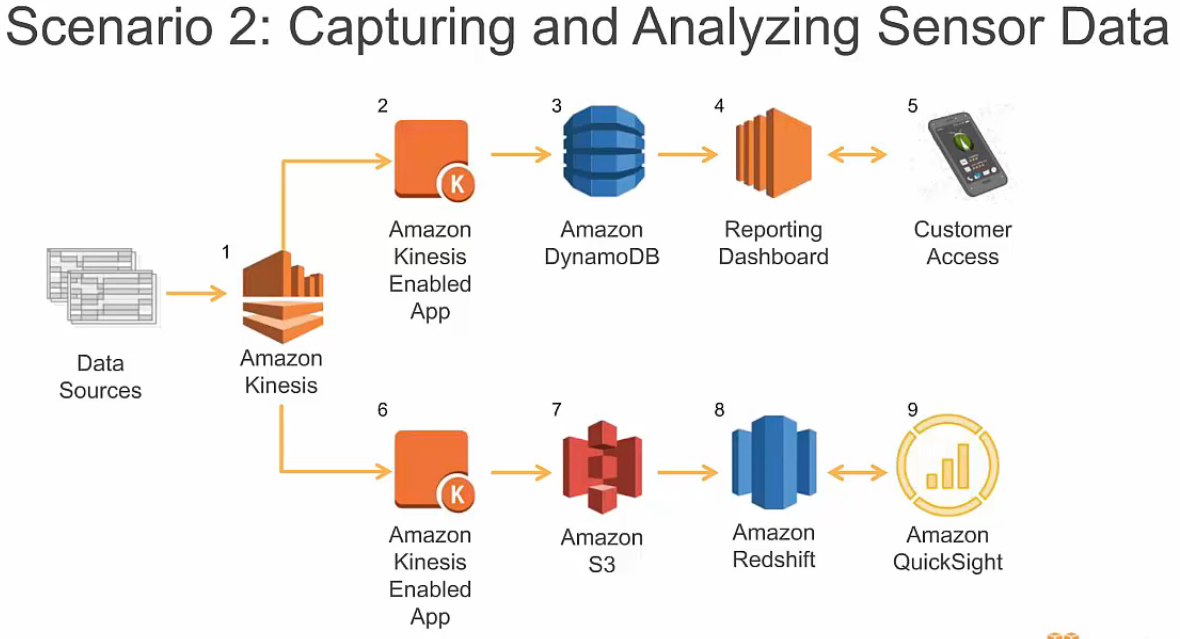 Scenario 2: Capturing and Analyzing Sensor Data
Data
Sources
1
Amazon
Kinesis
2
K
Amazon
Kinesis
Enabled
App
3
Amazon
DynamoDB
4
Reporting
Dashboard
5
Customer
Access
6
K
Amazon
Kinesis
Enabled
App
7
Amazon
S3
8
Amazon
Redshift
9
Amazon
QuickSight